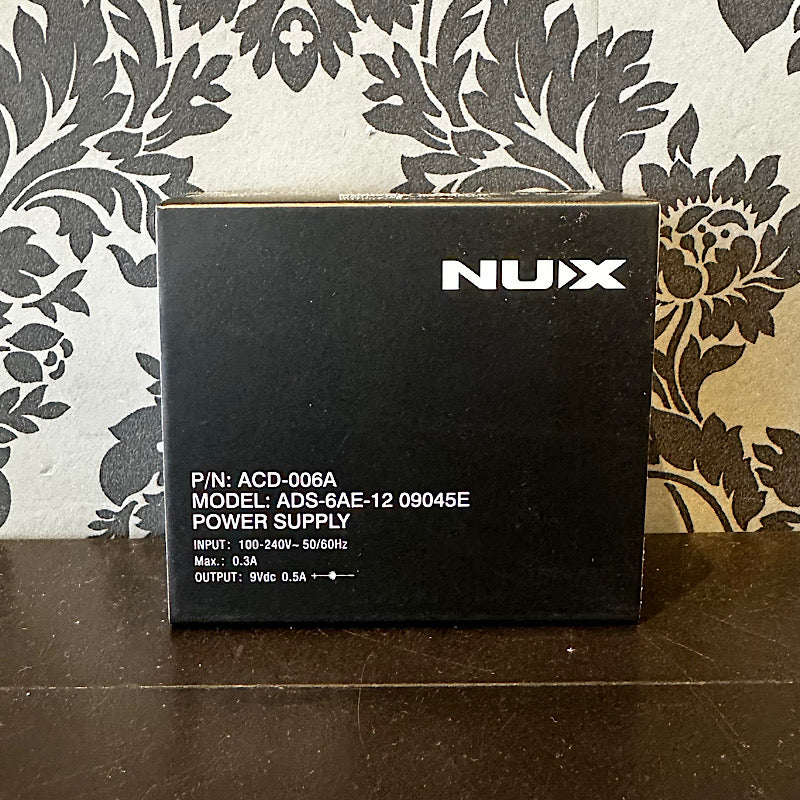 NUX
P/N: ACD-006A
MODEL: ADS-6AE-12 09045E
POWER SUPPLY
INPUT: 100-240V~ 50/60Hz
Max.: 0.3A
OUTPUT: 9Vdc 0.5A